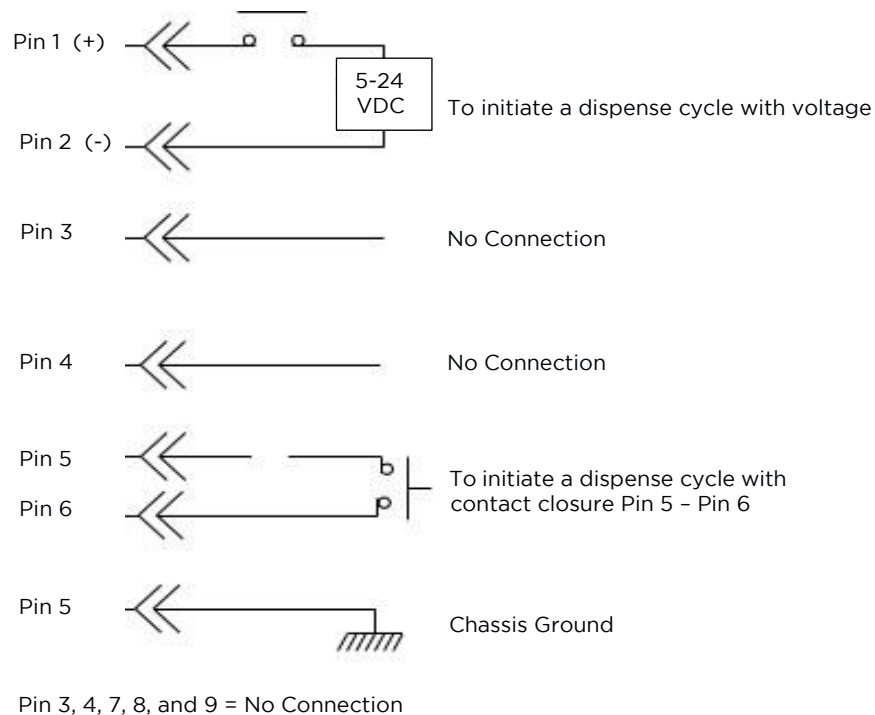 Pin 1 (+)
5-24
VDC
To initiate a dispense cycle with voltage
Pin 2 (-)
Pin 3
No Connection
Pin 4
No Connection
Pin 5
To initiate a dispense cycle with
contact closure Pin 5 – Pin 6
Pin 6
Pin 5
Chassis Ground
Pin 3, 4, 7, 8, and 9 = No Connection